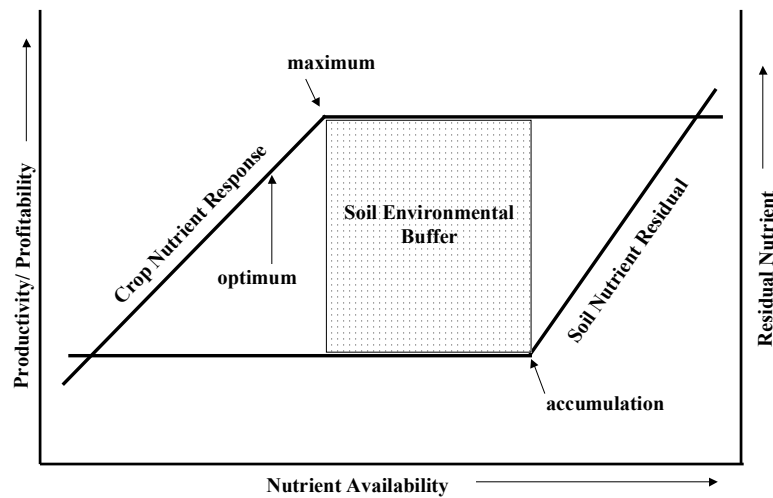 maximum
Crop Nutrient Response
Soil Environmental
Buffer
optimum
Soil Nutrient Residual
accumulation
Productivity/ Profitability
Residual Nutrient
Nutrient Availability